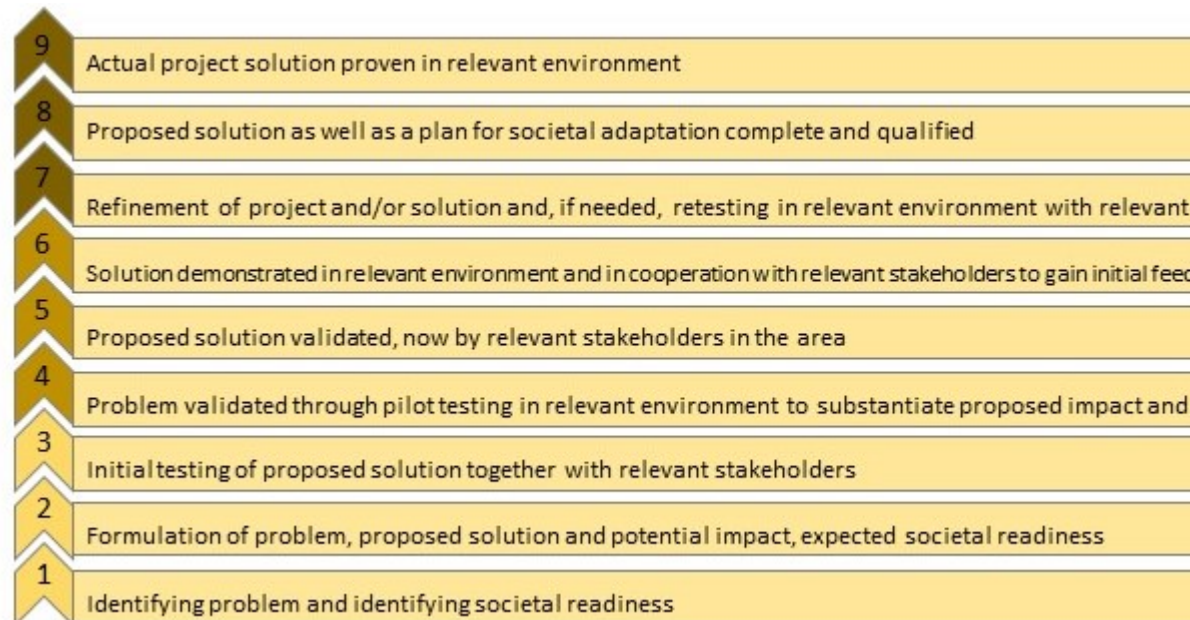 9
Actual project solution proven in relevant environment
8
Proposed solution as well as a plan for societal adaptation complete and qualified
7
Refinement of project and/or solution and, if needed, retesting in relevant environment with relevant
6
Solution demonstrated in relevant environment and in cooperation with relevant stakeholders to gain initial feed
5
Proposed solution validated, now by relevant stakeholders in the area
4
Problem validated through pilot testing in relevant environment to substantiate proposed impact and
3
Initial testing of proposed solution together with relevant stakeholders
2
Formulation of problem, proposed solution and potential impact, expected societal readiness
1
Identifying problem and identifying societal readiness